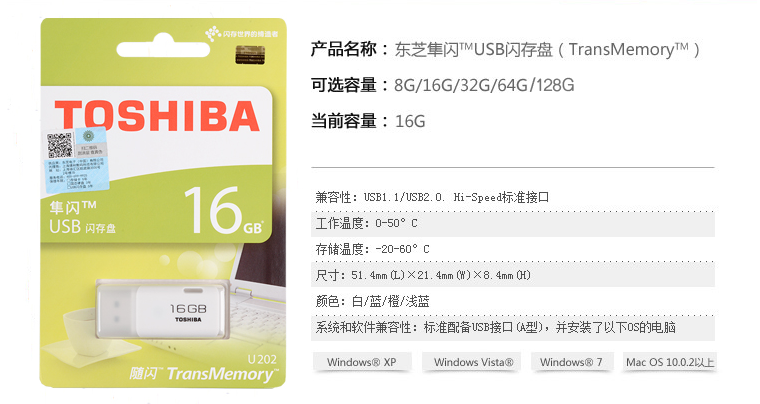 闪存世界的缔造者
TOSHIBA
隼闪™
USB 闪存盘
16GB
16GB
TOSHIBA
U202
随闪™ TransMemory™
产品名称：东芝隼闪™USB闪存盘（TransMemory™）
可选容量：8G/16G/32G/64G/128G
当前容量：16G
兼容性：USB1.1/USB2.0. Hi-Speed标准接口
工作温度：0-50° C
存储温度：-20-60° C
尺寸：51.4mm(L)×21.4mm(W)×8.4mm(H)
颜色：白/蓝/橙/浅蓝
系统和软件兼容性：标准配备USB接口(A型)，并安装了以下OS的电脑
Windows® XP
Windows Vista®
Windows® 7
Mac OS 10.0.2以上